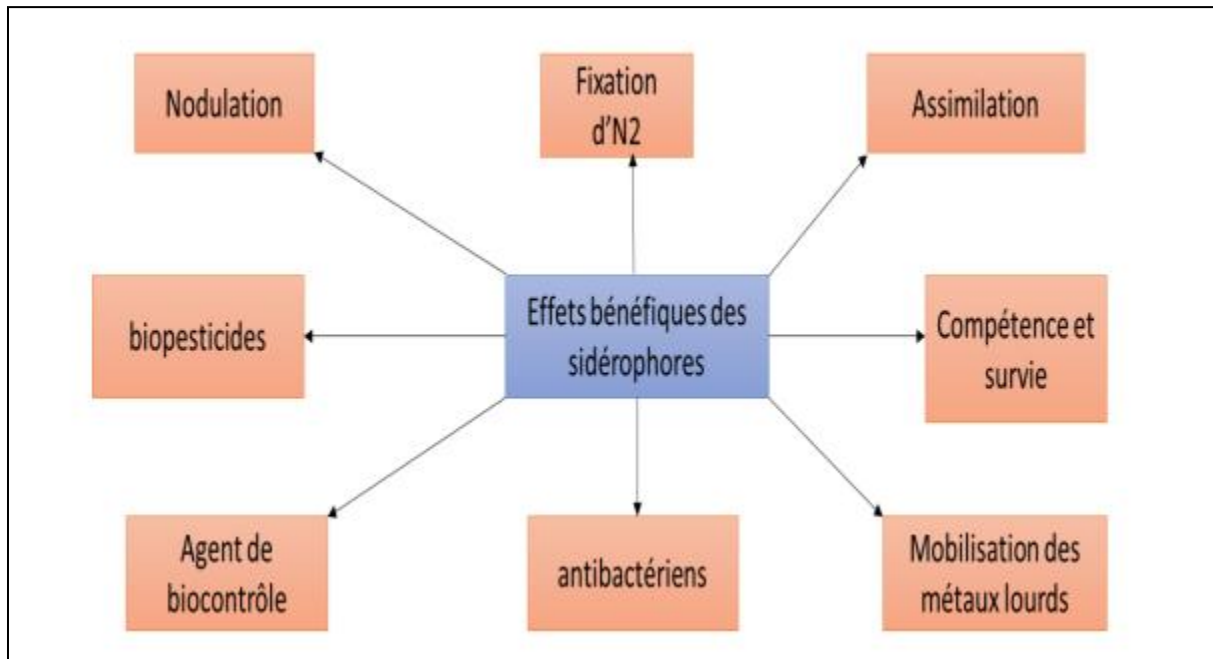 Nodulation
Fixation
d'N2
Assimilation
biopesticides
Effets bénéfiques des
sidérophores
Compétence et
survie
Agent de
biocontrôle
antibactériens
Mobilisation des
métaux lourds